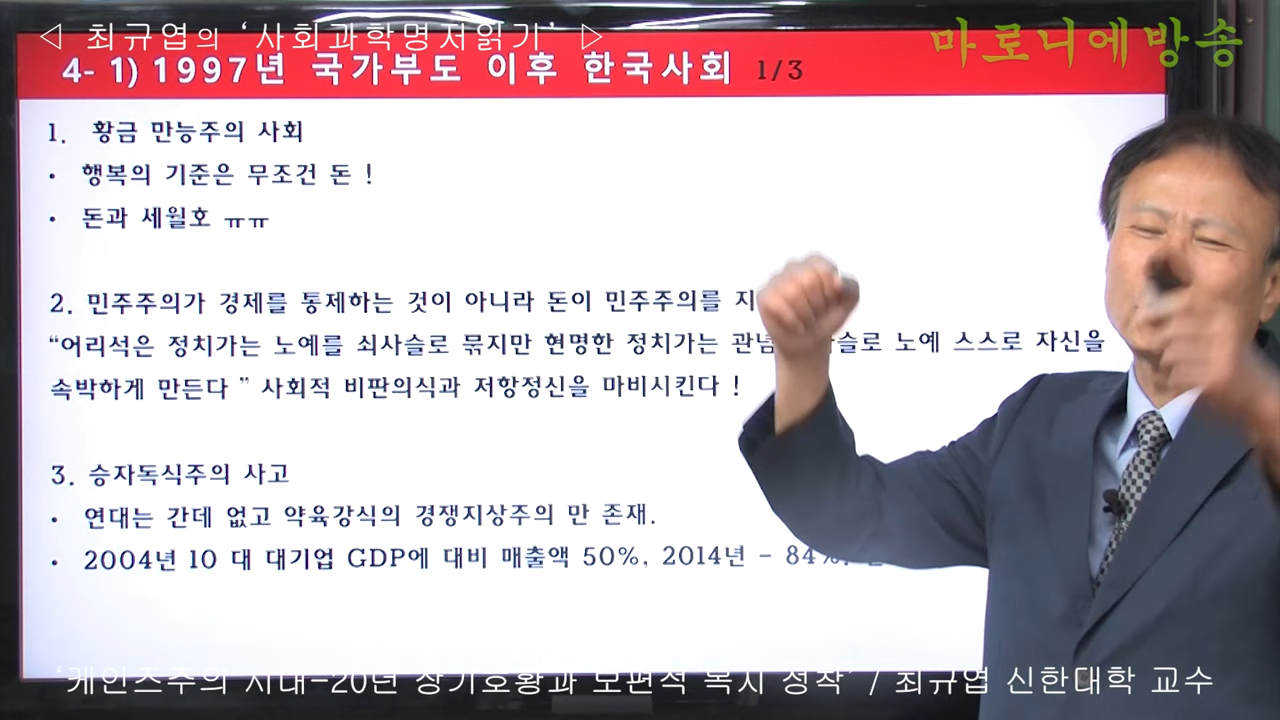 ◁ 최규엽의 ‘사회과학명저읽기’ ▷
마로니에방송
4- 1) 1997년 국가부도 이후 한국사회 1/3
1. 황금 만능주의 사회
• 행복의 기준은 무조건 돈 !
• 돈과 세월호 ㅠㅠ
2. 민주주의가 경제를 통제하는 것이 아니라 돈이 민주주의를
“어리석은 정치가는 노예를 쇠사슬로 묶지만 현명한 정치가는 노예 스스로 자신을
속박하게 만든다 ” 사회적 비판의식과 저항정신을 마비시킨다 !
3. 승자독식주의 사고
• 연대는 간데 없고 약육강식의 경쟁지상주의 만 존재.
• 2004년 10 대 대기업 GDP에 대비 매출액 50%, 2014년 – 84%
‘케인즈주의 시대-20년 장기호황과 보편적 복지 정착’ / 최규엽 신한대학 교수